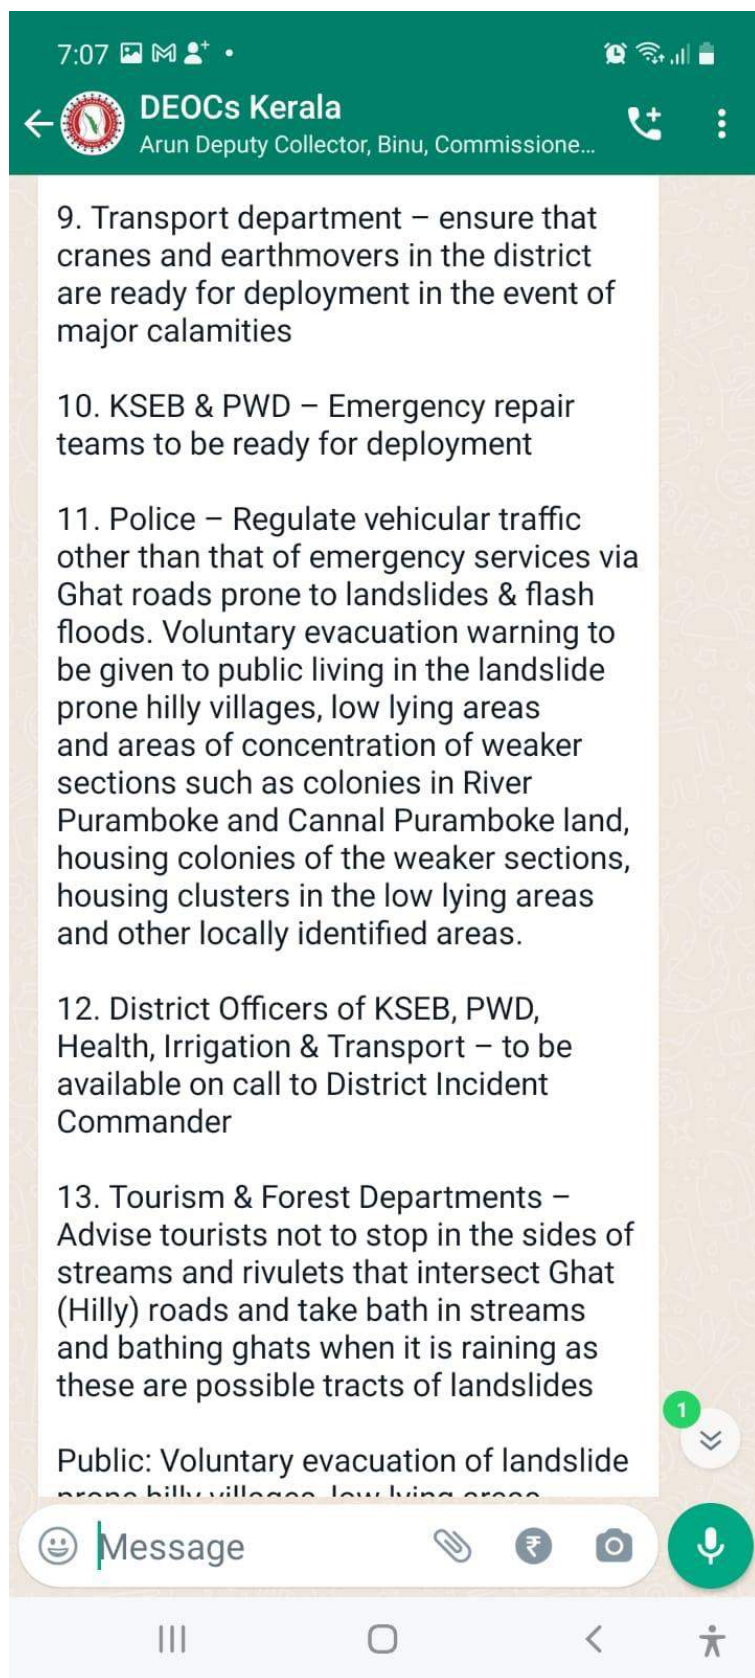 7:07
DEOCs Kerala
Arun Deputy Collector, Binu, Commissione...
9. Transport department – ensure that
cranes and earthmovers in the district
are ready for deployment in the event of
major calamities
10. KSEB & PWD – Emergency repair
teams to be ready for deployment
11. Police – Regulate vehicular traffic
other than that of emergency services via
Ghat roads prone to landslides & flash
floods. Voluntary evacuation warning to
be given to public living in the landslide
prone hilly villages, low lying areas
and areas of concentration of weaker
sections such as colonies in River
Puramboke and Cannal Puramboke land,
housing colonies of the weaker sections,
housing clusters in the low lying areas
and other locally identified areas.
12. District Officers of KSEB, PWD,
Health, Irrigation & Transport – to be
available on call to District Incident
Commander
13. Tourism & Forest Departments –
Advise tourists not to stop in the sides of
streams and rivulets that intersect Ghat
(Hilly) roads and take bath in streams
and bathing ghats when it is raining as
these are possible tracts of landslides
1
Public: Voluntary evacuation of landslide
prone hilly villages, low lying areas
Message